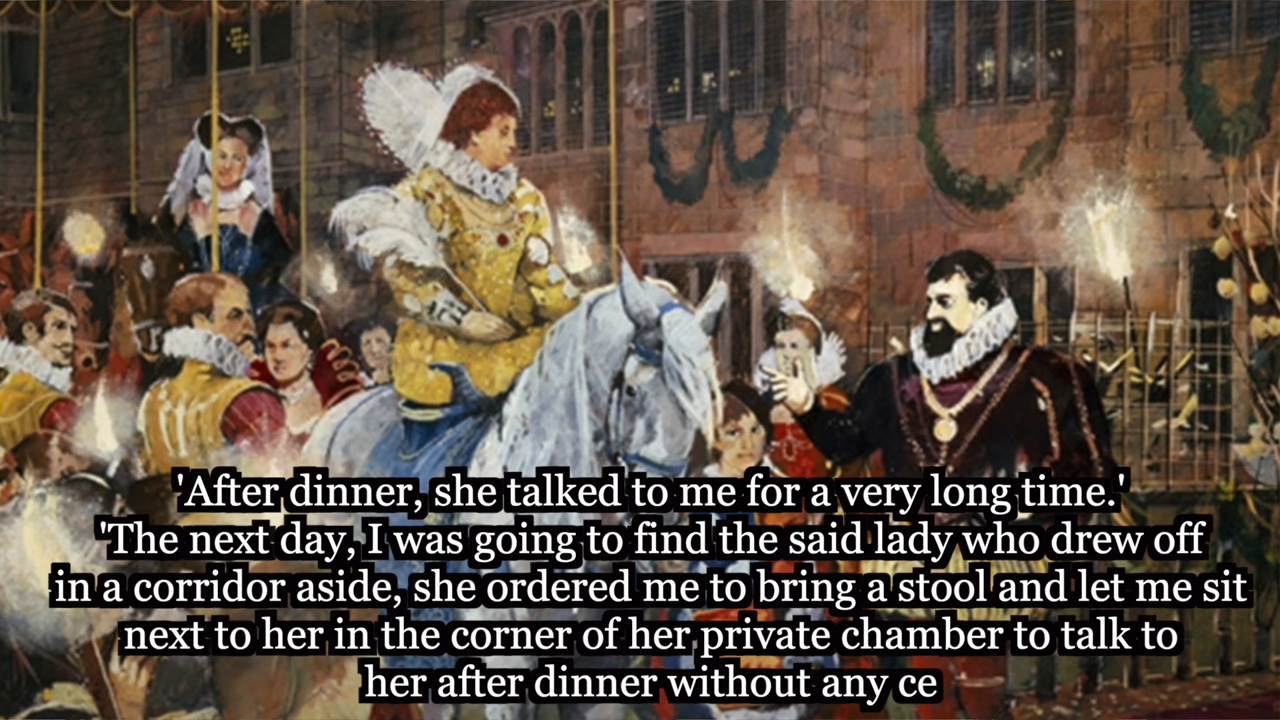 'After dinner, she talked to me for a very long time.'
'The next day, I was going to find the said lady who drew off
in a corridor aside, she ordered me to bring a stool and let me sit
next to her in the corner of her private chamber to talk to
her after dinner without any ce